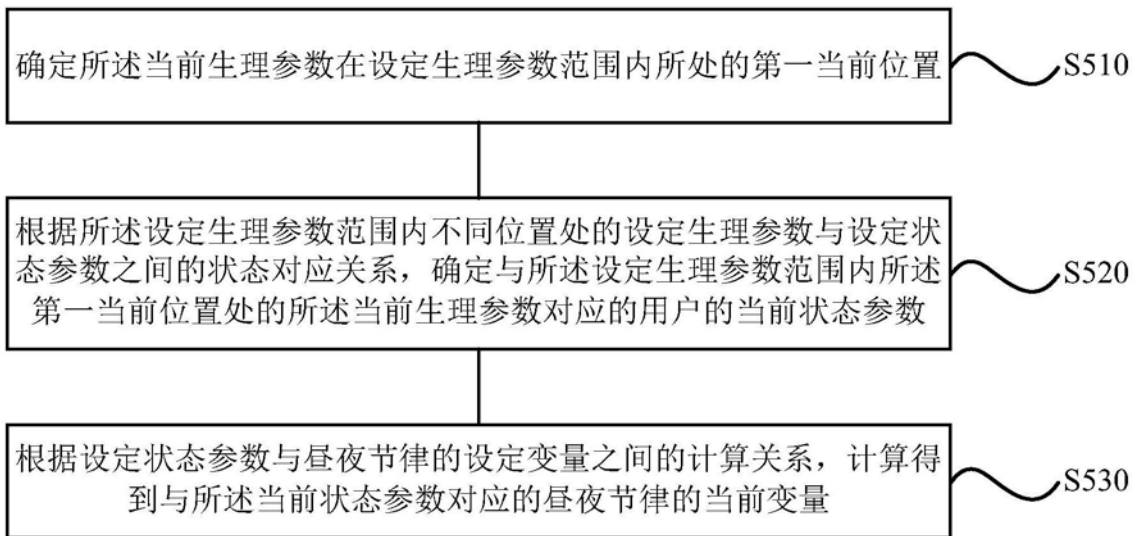 确定所述当前生理参数在设定生理参数范围内所处的第一当前位置
S510
根据所述设定生理参数范围内不同位置处的设定生理参数与设定状
态参数之间的状态对应关系，确定与所述设定生理参数范围内所述
第一当前位置处的所述当前生理参数对应的用户的当前状态参数
S520
根据设定状态参数与昼夜节律的设定变量之间的计算关系，计算得
到与所述当前状态参数对应的昼夜节律的当前变量
S530